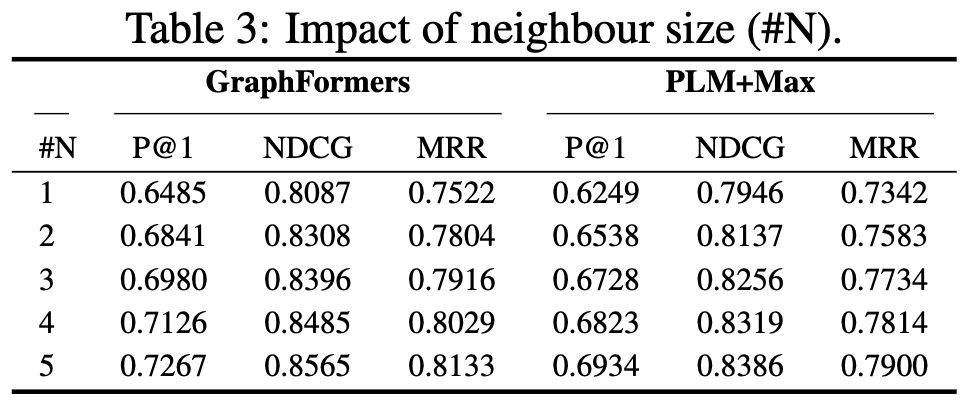 Table 3: Impact of neighbour size (#N).
GraphFormers PLM+Max
#N P@1 NDCG MRR P@1 NDCG MRR
1 0.6485 0.8087 0.7522 0.6249 0.7946 0.7342
2 0.6841 0.8308 0.7804 0.6538 0.8137 0.7583
3 0.6980 0.8396 0.7916 0.6728 0.8256 0.7734
4 0.7126 0.8485 0.8029 0.6823 0.8319 0.7814
5 0.7267 0.8565 0.8133 0.6934 0.8386 0.7900